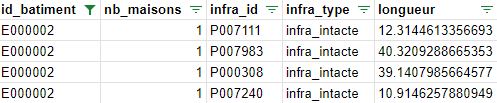 id_batiment nb_maisons infra_id infra_type longueur
E000002 1 P007111 infra_intacte 12.3144613356693
E000002 1 P007983 infra_intacte 40.3209288665353
E000002 1 P000308 infra_intacte 39.1407985664577
E000002 1 P007240 infra_intacte 10.9146257880949